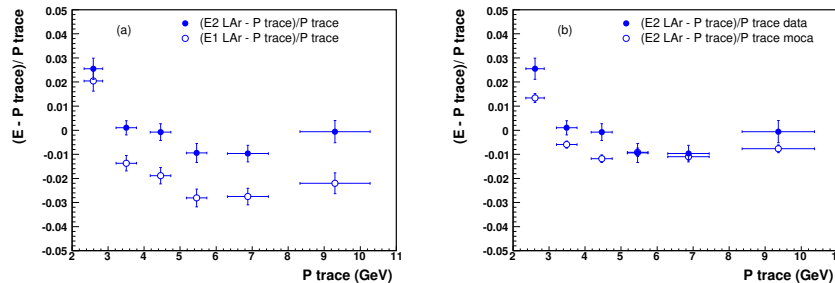 (E - P trace)/ P trace
0.05
0.04
0.03
0.02
0.01
0
-0.01
-0.02
-0.03
-0.04
-0.05
(a)
(E2 LAr - P trace)/P trace
(E1 LAr - P trace)/P trace
2 3 4 5 6 7 8 9 10 11
P trace (GeV)
(E - P trace)/ P trace
0.05
0.04
0.03
0.02
0.01
0
-0.01
-0.02
-0.03
-0.04
-0.05
(b)
(E2 LAr - P trace)/P trace data
(E2 LAr - P trace)/P trace moca
2 3 4 5 6 7 8 9 10
P trace (GeV)